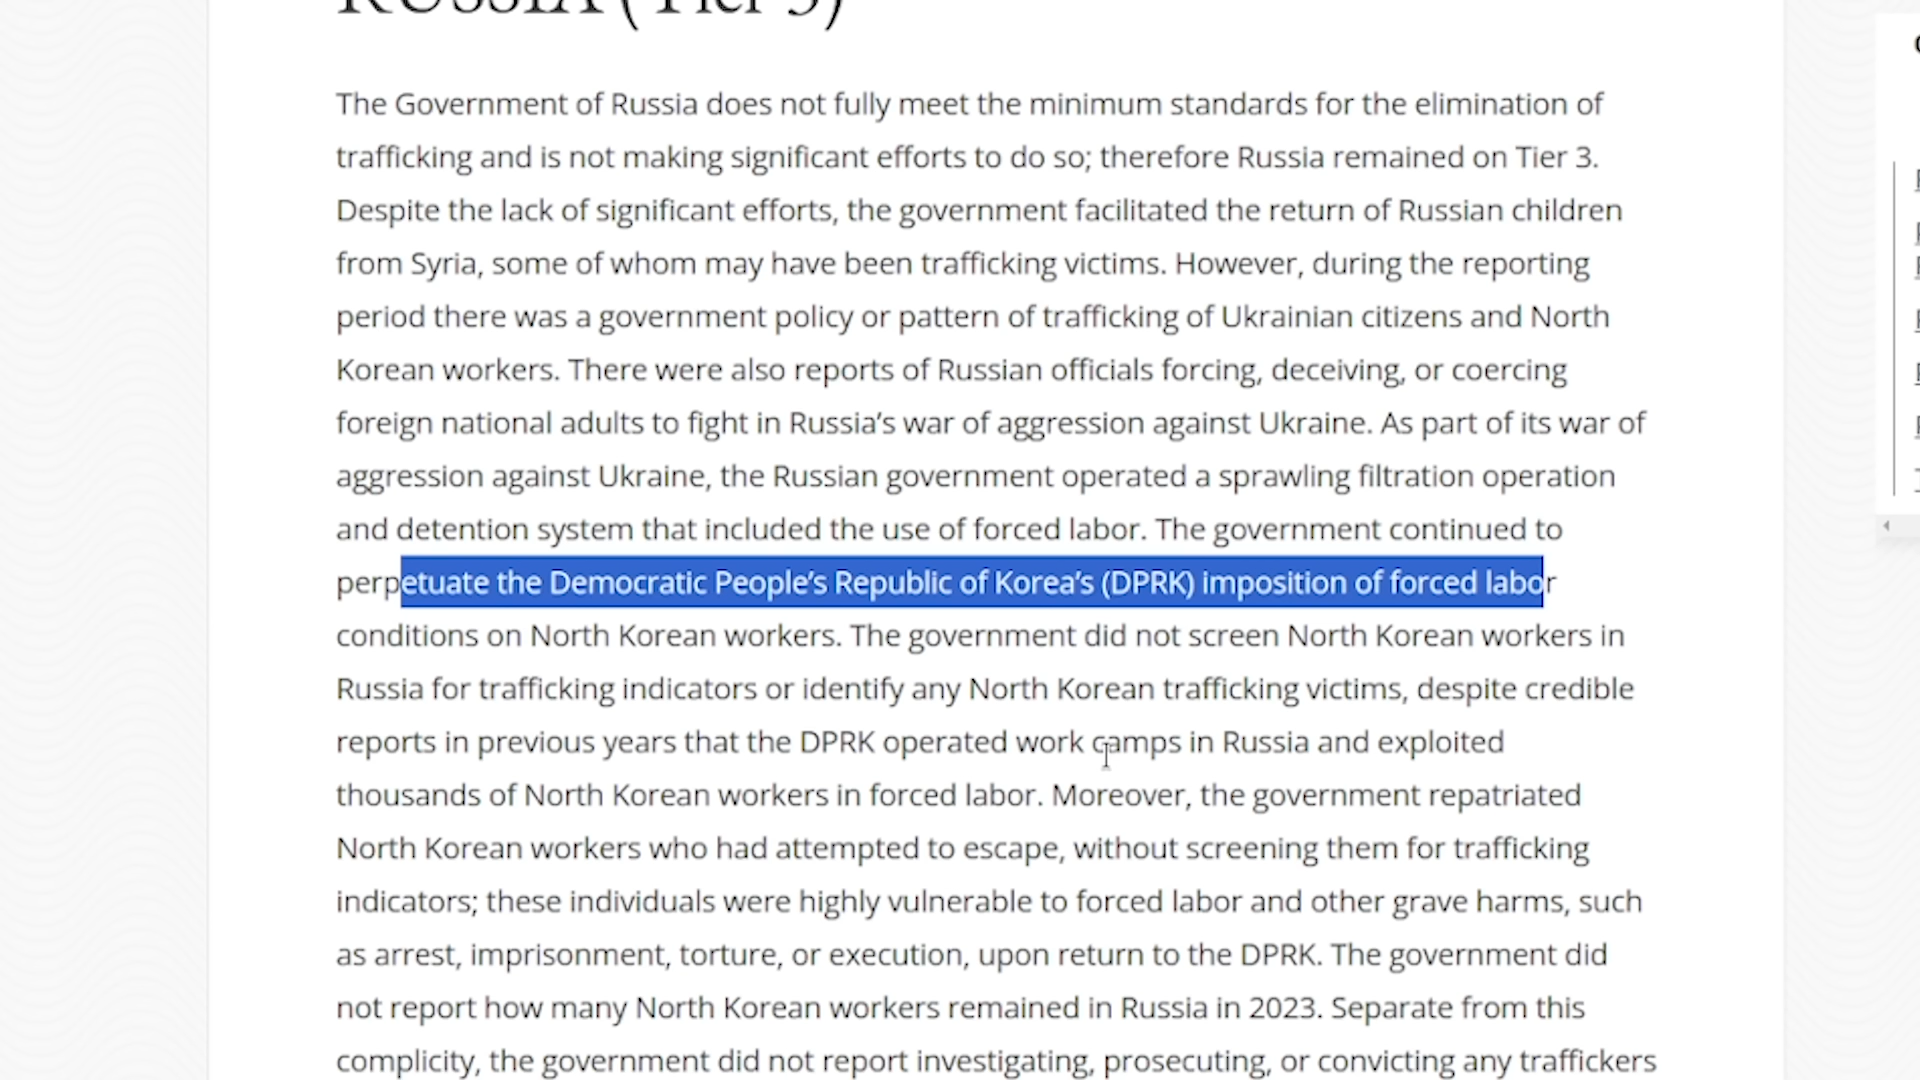 RUSSIA (Tier 3)
The Government of Russia does not fully meet the minimum standards for the elimination of
trafficking and is not making significant efforts to do so; therefore Russia remained on Tier 3.
Despite the lack of significant efforts, the government facilitated the return of Russian children
from Syria, some of whom may have been trafficking victims. However, during the reporting
period there was a government policy or pattern of trafficking of Ukrainian citizens and North
Korean workers. There were also reports of Russian officials forcing, deceiving, or coercing
foreign national adults to fight in Russia’s war of aggression against Ukraine. As part of its war of
aggression against Ukraine, the Russian government operated a sprawling filtration operation
and detention system that included the use of forced labor. The government continued to
perpetuate the Democratic People’s Republic of Korea’s (DPRK) imposition of forced labor
conditions on North Korean workers. The government did not screen North Korean workers in
Russia for trafficking indicators or identify any North Korean trafficking victims, despite credible
reports in previous years that the DPRK operated work camps in Russia and exploited
thousands of North Korean workers in forced labor. Moreover, the government repatriated
North Korean workers who had attempted to escape, without screening them for trafficking
indicators; these individuals were highly vulnerable to forced labor and other grave harms, such
as arrest, imprisonment, torture, or execution, upon return to the DPRK. The government did
not report how many North Korean workers remained in Russia in 2023. Separate from this
complicity, the government did not report investigating, prosecuting, or convicting any traffickers